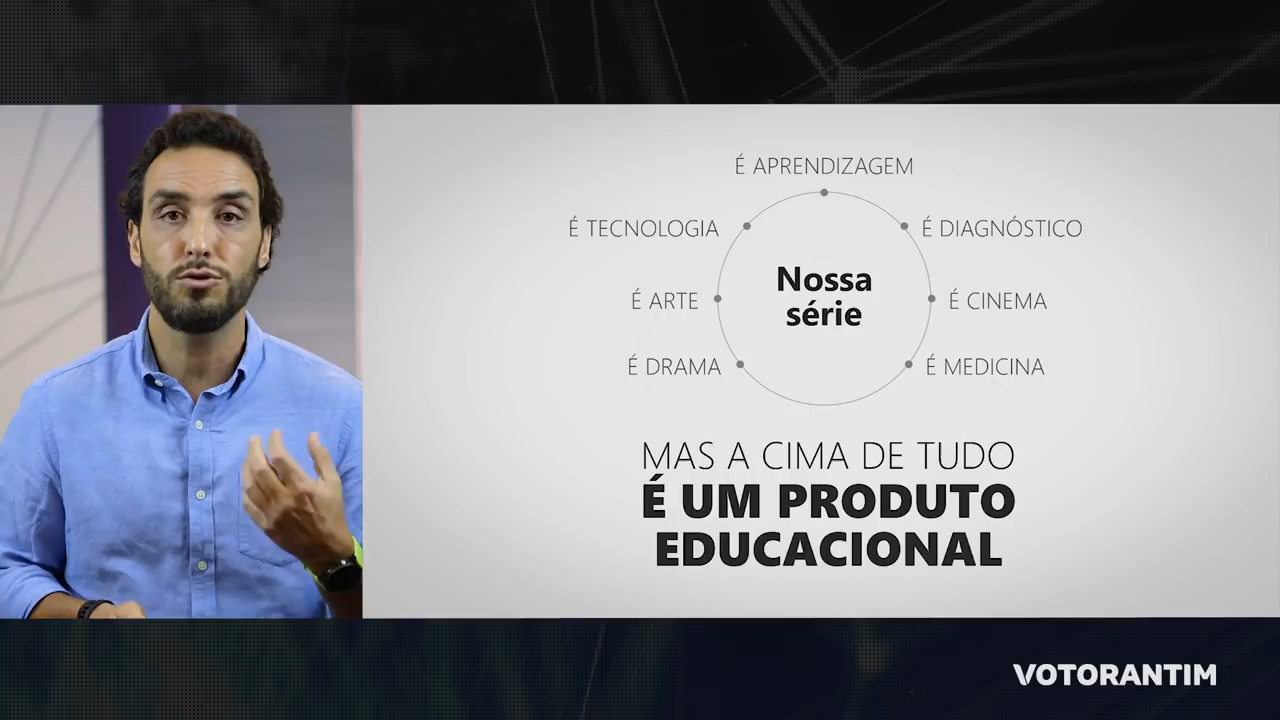 É APRENDIZAGEM
É TECNOLOGIA
É DIAGNÓSTICO
Nossa
série
É ARTE
É CINEMA
É DRAMA
É MEDICINA
MAS A CIMA DE TUDO
É UM PRODUTO
EDUCACIONAL
VOTORANTIM